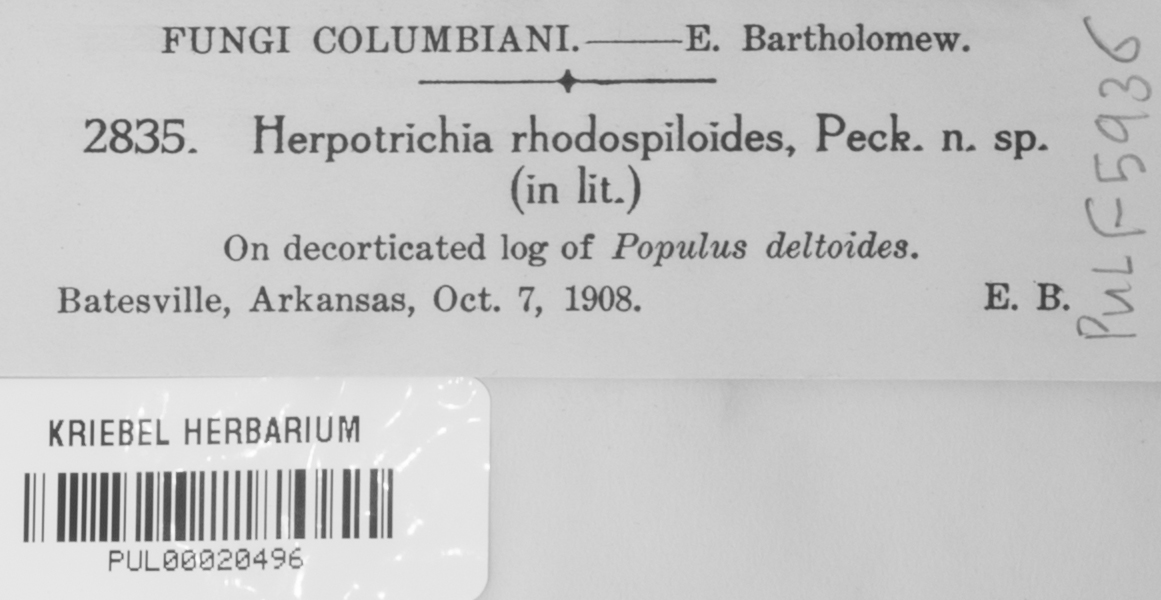 FUNGI COLUMBIANI.——E. Bartholomew.
2835. Herpotrichia rhodospiloides, Peck. n. sp.
(in lit.)
On decorticated log of Populus deltoides.
Batesville, Arkansas, Oct. 7, 1908. E. B.
PUL F5936
KRIEBEL HERBARIUM
PUL00020496